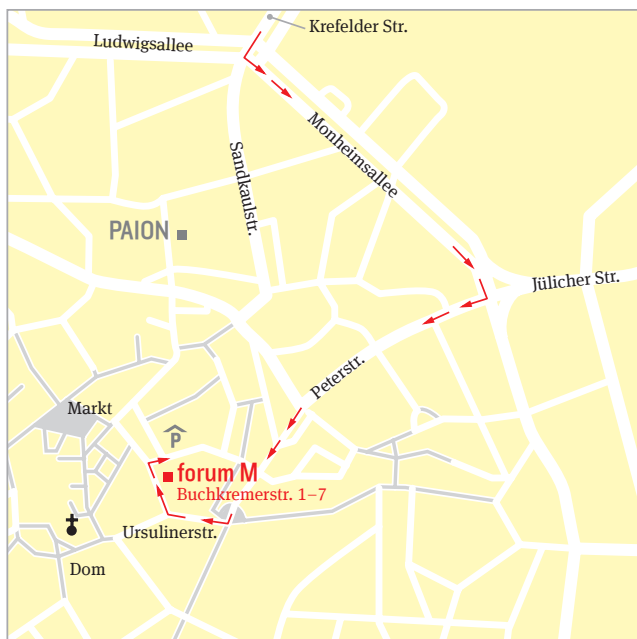 Krefelder Str.
Ludwigsallee
Monheimsallee
Sandkaulstr.
PAION
Jülicher Str.
Peterstr.
Markt
P
forum M
Buchkremerstr. 1–7
Ursulinerstr.
Dom